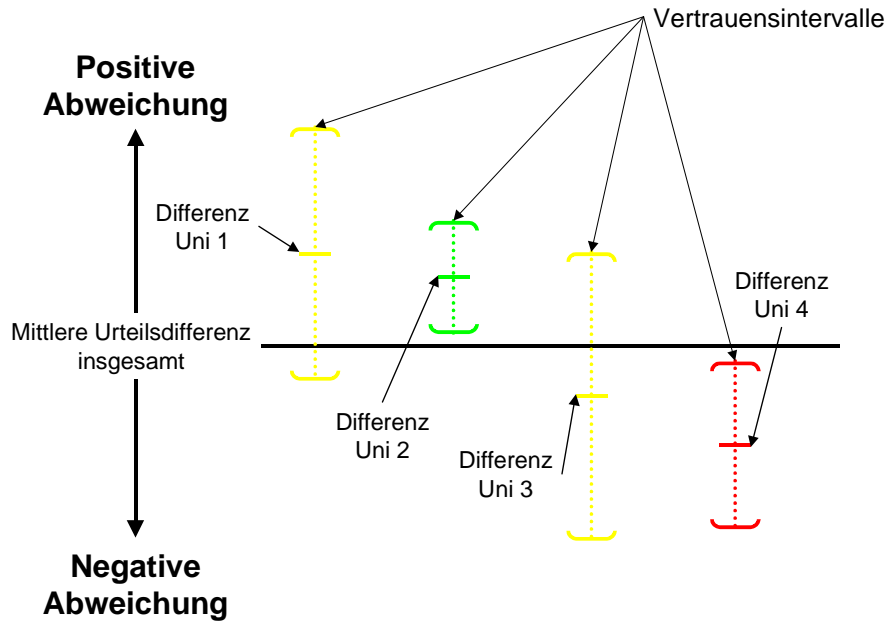 Vertrauensintervalle
Positive
Abweichung
Differenz
Uni 1
Differenz
Uni 4
Mittlere Urteilsdifferenz
insgesamt
Differenz
Uni 2
Differenz
Uni 3
Negative
Abweichung